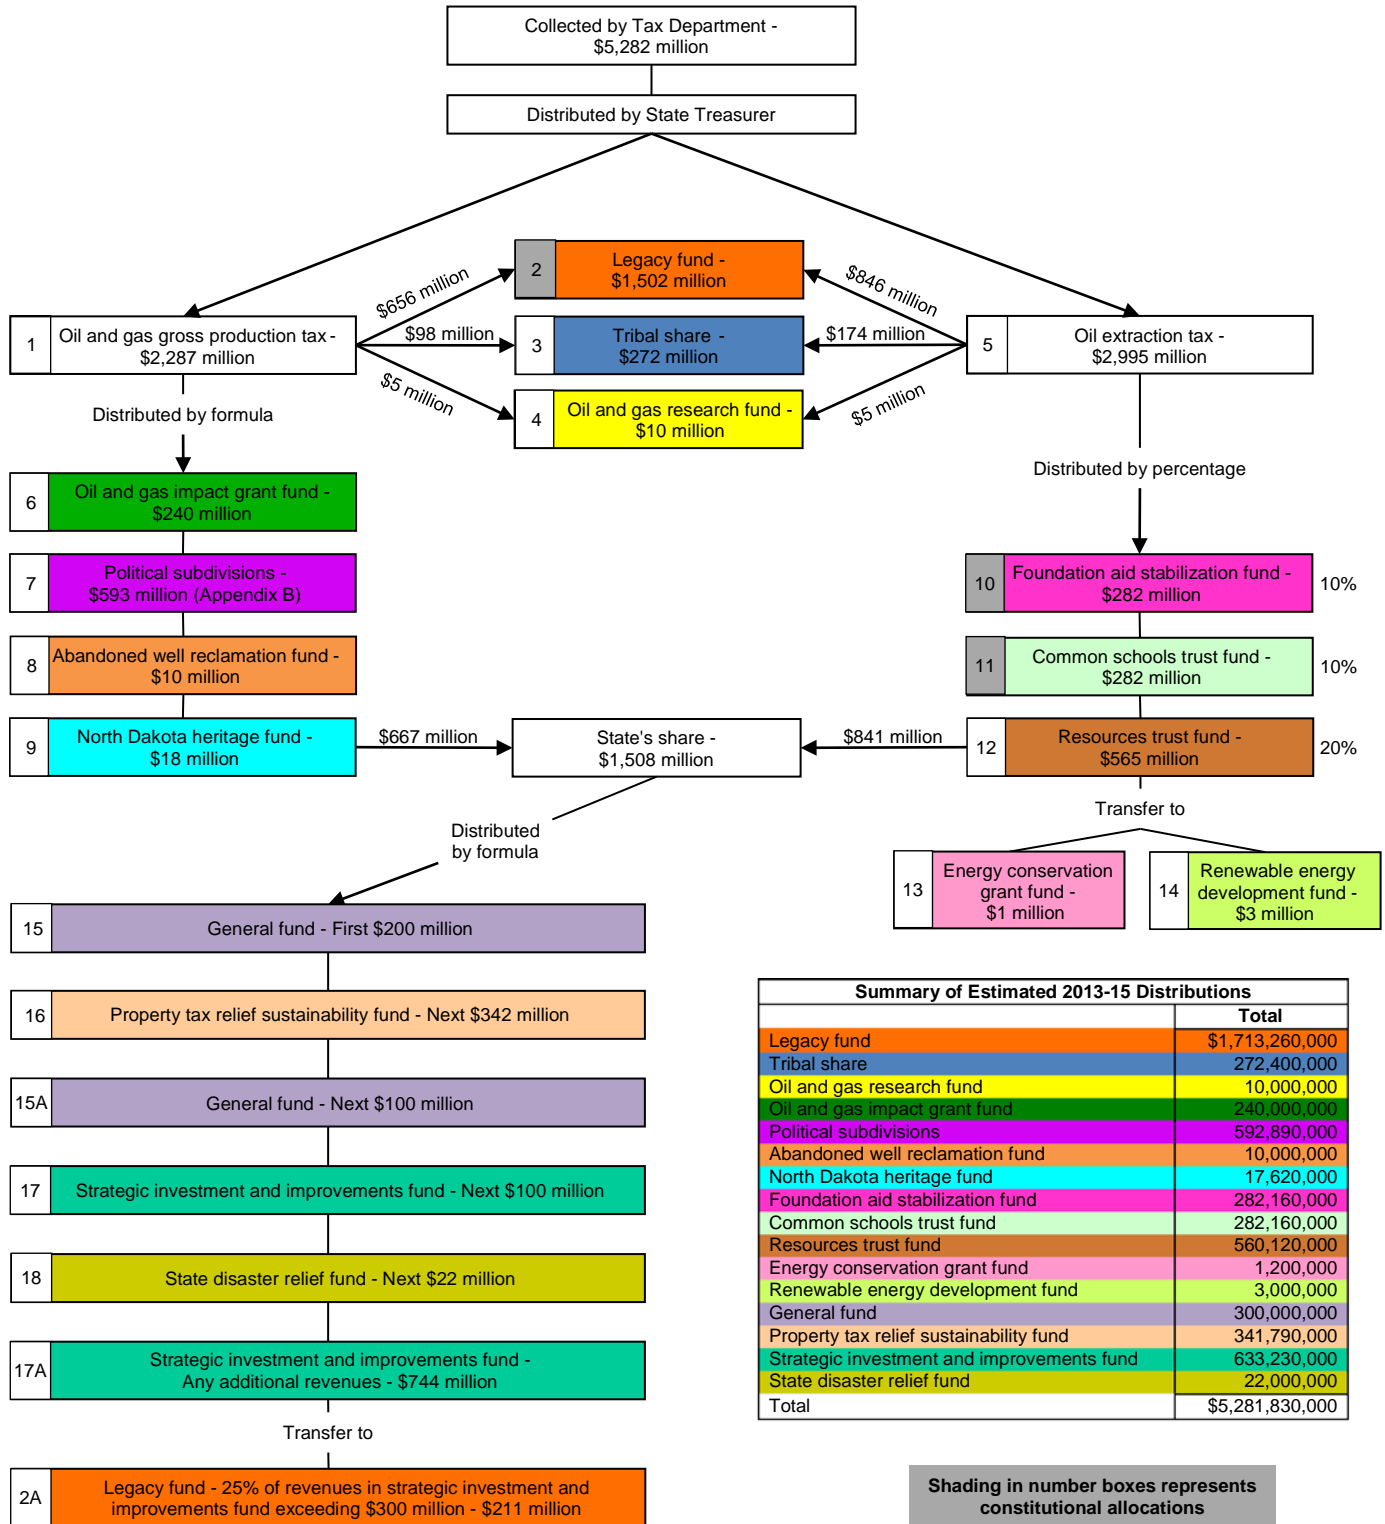 Collected by Tax Department -
$5,282 million
Distributed by State Treasurer
2
Legacy fund -
$1,502 million
$656 million
$846 million
1
Oil and gas gross production tax -
$2,287 million
$98 million
3
Tribal share -
$272 million
$174 million
5
Oil extraction tax -
$2,995 million
$5 million
4
Oil and gas research fund -
$10 million
$5 million
Distributed by formula
Distributed by percentage
6
Oil and gas impact grant fund -
$240 million
7
Political subdivisions -
$593 million (Appendix B)
10
Foundation aid stabilization fund -
$282 million
10%
8
Abandoned well reclamation fund -
$10 million
11
Common schools trust fund -
$282 million
10%
9
North Dakota heritage fund -
$18 million
$667 million
State's share -
$1,508 million
$841 million
12
Resources trust fund -
$565 million
20%
Transfer to
Distributed
by formula
13
Energy conservation
grant fund -
$1 million
14
Renewable energy
development fund -
$3 million
15
General fund - First $200 million
16
Property tax relief sustainability fund - Next $342 million
15A
General fund - Next $100 million
17
Strategic investment and improvements fund - Next $100 million
18
State disaster relief fund - Next $22 million
17A
Strategic investment and improvements fund -
Any additional revenues - $744 million
Transfer to
2A
Legacy fund - 25% of revenues in strategic investment and
improvements fund exceeding $300 million - $211 million
Summary of Estimated 2013-15 Distributions
Total
Legacy fund $1,713,260,000
Tribal share 272,400,000
Oil and gas research fund 10,000,000
Oil and gas impact grant fund 240,000,000
Political subdivisions 592,890,000
Abandoned well reclamation fund 10,000,000
North Dakota heritage fund 17,620,000
Foundation aid stabilization fund 282,160,000
Common schools trust fund 282,160,000
Resources trust fund 560,120,000
Energy conservation grant fund 1,200,000
Renewable energy development fund 3,000,000
General fund 300,000,000
Property tax relief sustainability fund 341,790,000
Strategic investment and improvements fund 633,230,000
State disaster relief fund 22,000,000
Total $5,281,830,000
Shading in number boxes represents
constitutional allocations